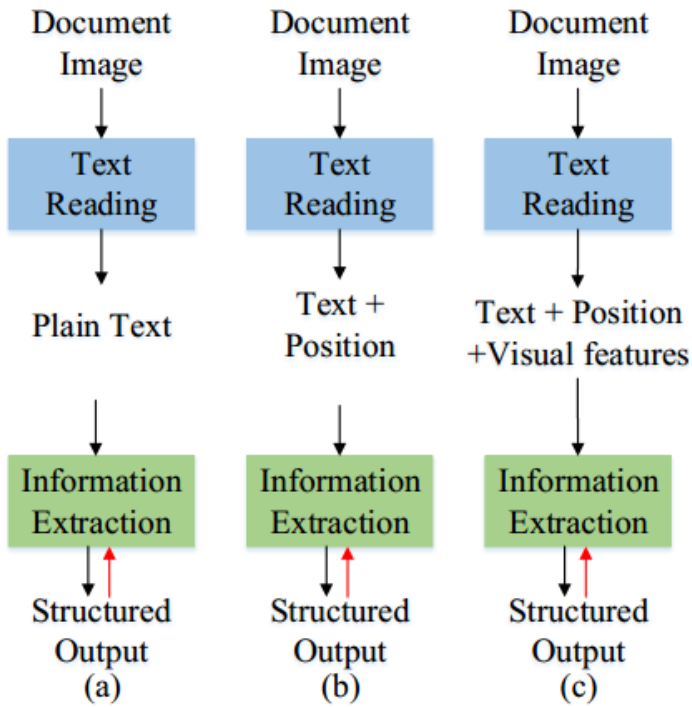 Document
Image
Text
Reading
Plain Text
Information
Extraction
Structured
Output
(a)
Document
Image
Text
Reading
Text +
Position
Information
Extraction
Structured
Output
(b)
Document
Image
Text
Reading
Text + Position
+Visual features
Information
Extraction
Structured
Output
(c)